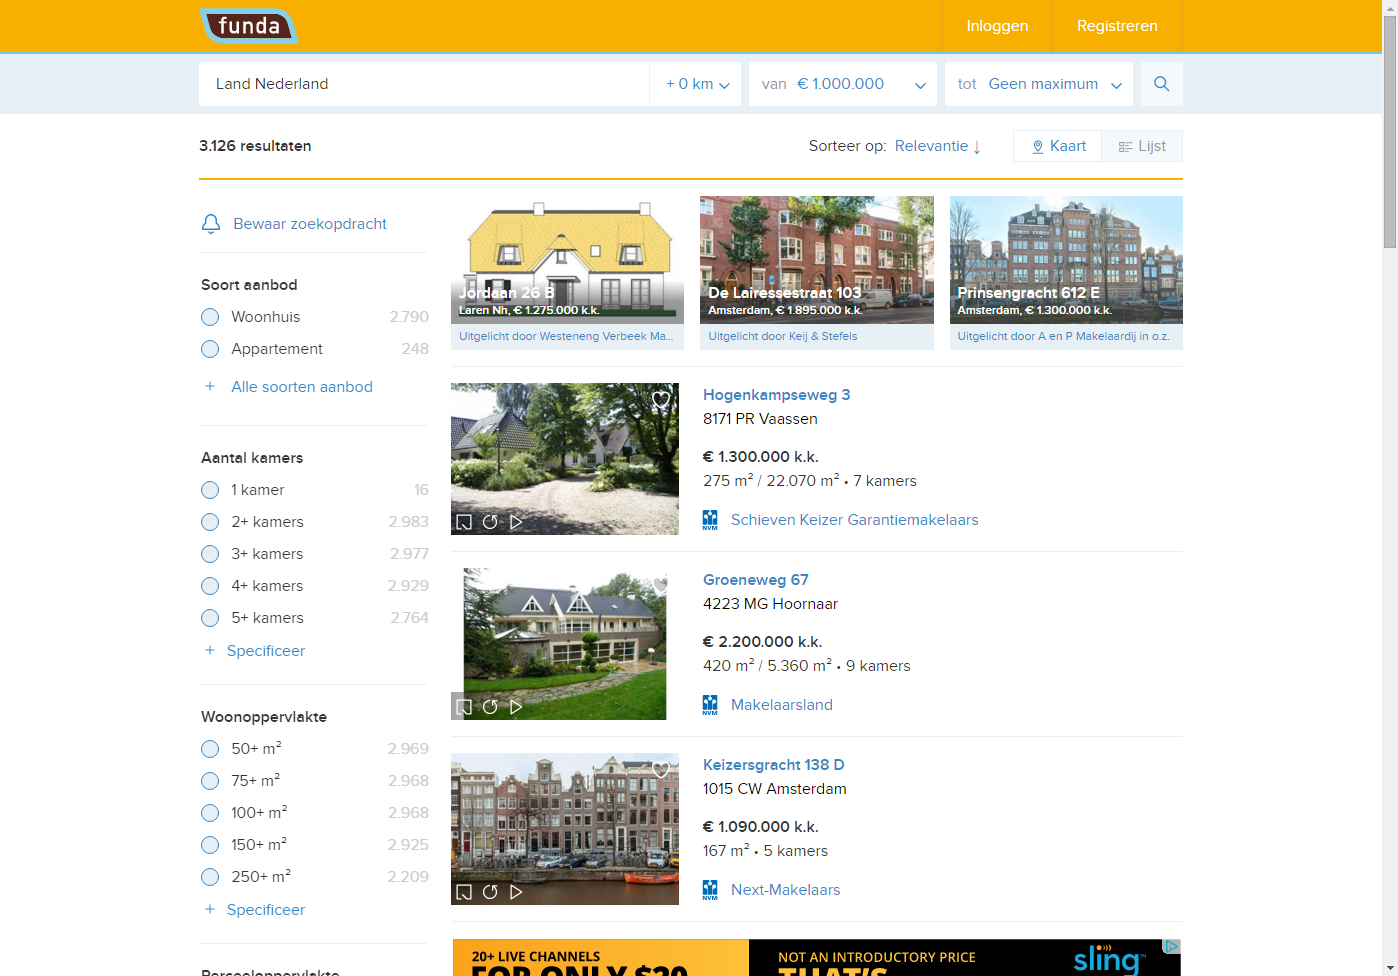 funda
Inloggen
Registreren
Land Nederland
+ 0 km
van € 1.000.000
tot Geen maximum
3.126 resultaten
Sorteer op: Relevantie
Kaart
Lijst
Bewaar zoekopdracht
Soort aanbod
Woonhuis 2.790
Appartement 248
+ Alle soorten aanbod
Aantal kamers
1 kamer 16
2+ kamers 2.983
3+ kamers 2.977
4+ kamers 2.929
5+ kamers 2.764
+ Specificeer
Woonoppervlakte
50+ m² 2.969
75+ m² 2.968
100+ m² 2.968
150+ m² 2.925
250+ m² 2.209
+ Specificeer
Perceeloppervlakte
Jordaan 26 B
Laren Nh, € 1.275.000 k.k.
Uitgelicht door Westeneng Verbeek Ma...
De Lairessestraat 103
Amsterdam, € 1.895.000 k.k.
Uitgelicht door Keij & Stefels
Prinsengracht 612 E
Amsterdam, € 1.300.000 k.k.
Uitgelicht door A en P Makelaardij in o.z.
Hogenkampseweg 3
8171 PR Vaassen
€ 1.300.000 k.k.
275 m² / 22.070 m² • 7 kamers
NVM Schieven Keizer Garantiemakelaars
Groeneweg 67
4223 MG Hoornaar
€ 2.200.000 k.k.
420 m² / 5.360 m² • 9 kamers
NVM Makelaarsland
Keizersgracht 138 D
1015 CW Amsterdam
€ 1.090.000 k.k.
167 m² • 5 kamers
NVM Next-Makelaars
20+ LIVE CHANNELS
FOR ONLY $20
NOT AN INTRODUCTORY PRICE
THAT'S
sling